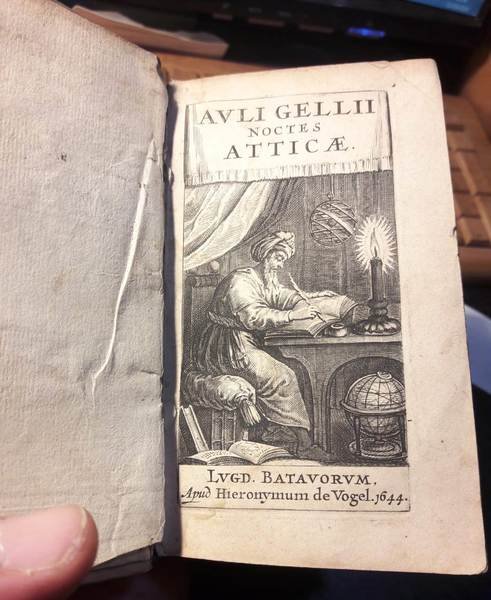 AVLI GELLII
NOCTES
ATTICÆ.
LVGD. BATAVORVM,
Apud Hieronymum de Vogel. 1644.